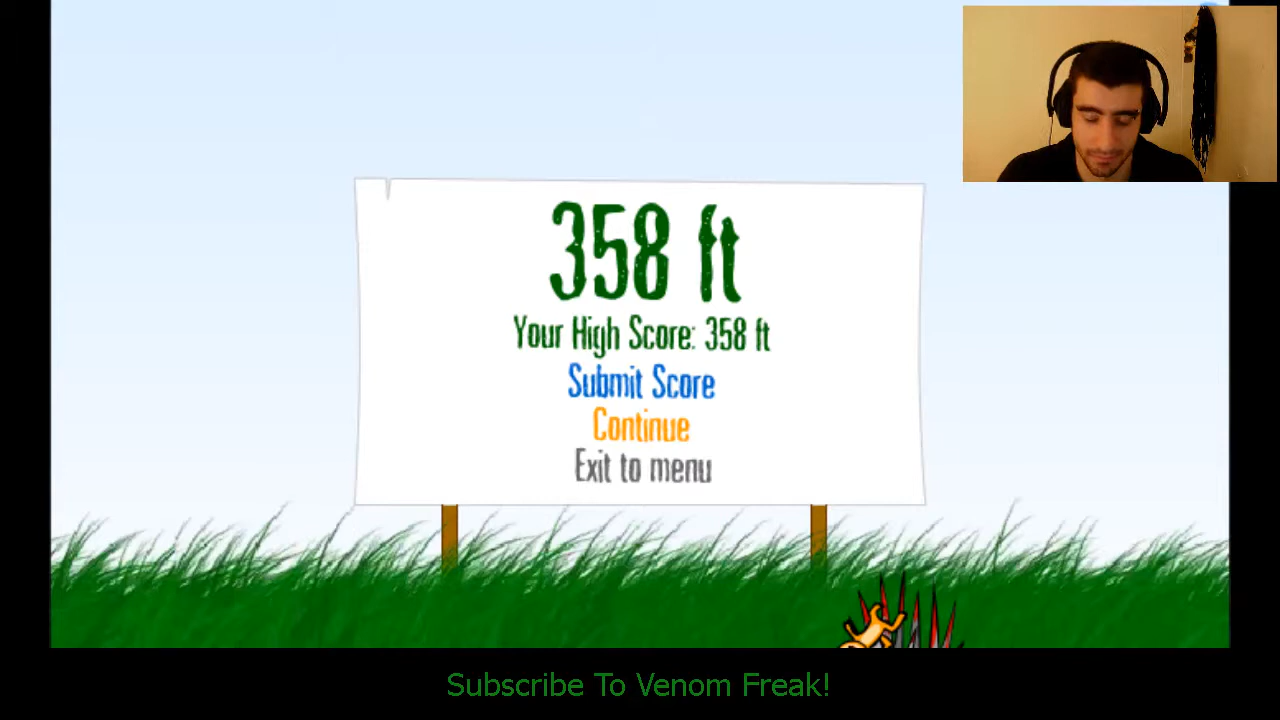 358 ft
Your High Score: 358 ft
Submit Score
Continue
Exit to menu
Subscribe To Venom Freak!